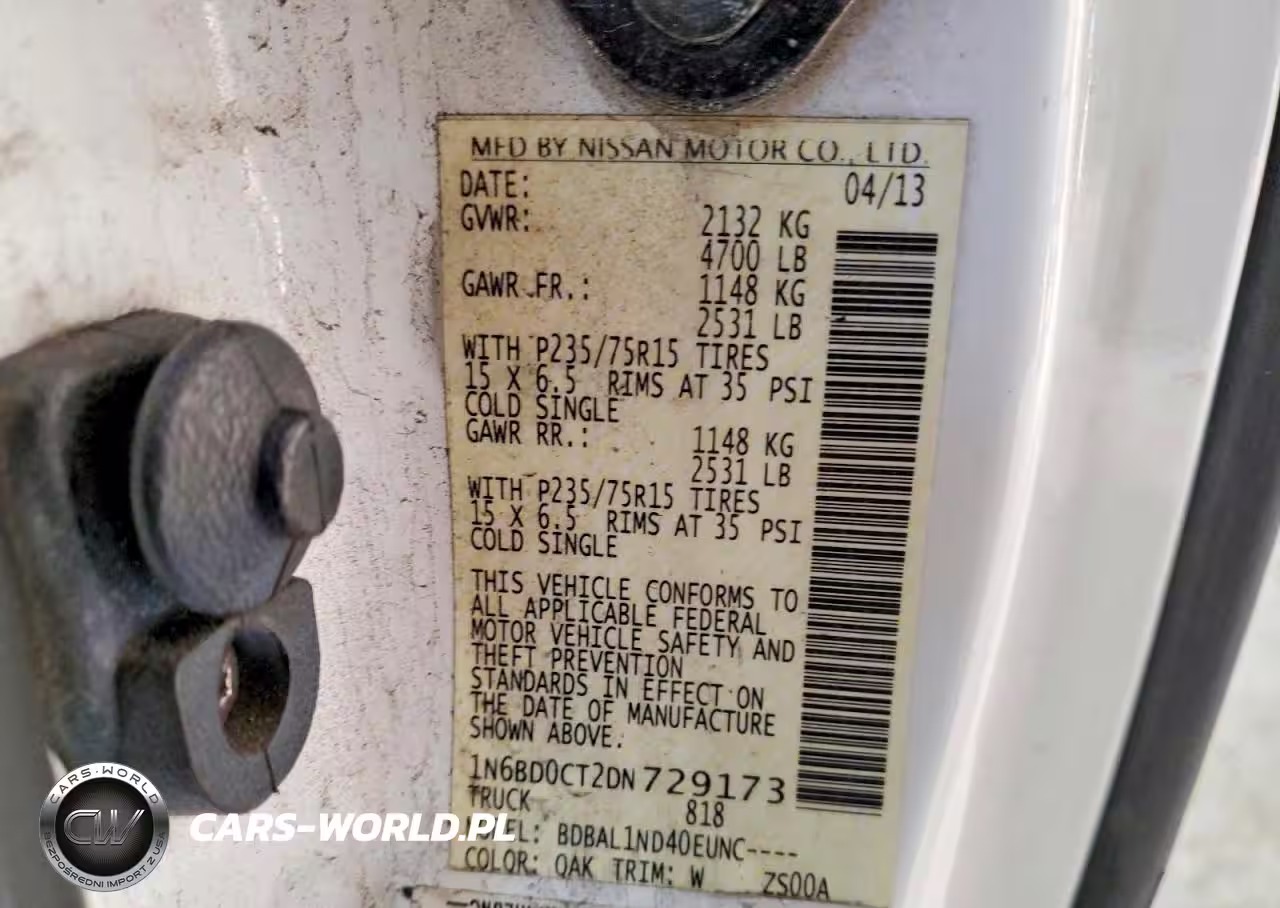 MFD BY NISSAN MOTOR CO., LTD.
DATE: 04/13
GVWR: 2132 KG
4700 LB
GAWR FR.: 1148 KG
2531 LB
WITH P235/75R15 TIRES
15 X 6.5 RIMS AT 35 PSI
COLD SINGLE
GAWR RR.: 1148 KG
2531 LB
WITH P235/75R15 TIRES
15 X 6.5 RIMS AT 35 PSI
COLD SINGLE
THIS VEHICLE CONFORMS TO
ALL APPLICABLE FEDERAL
MOTOR VEHICLE SAFETY AND
THEFT PREVENTION
STANDARDS IN EFFECT ON
THE DATE OF MANUFACTURE
SHOWN ABOVE.
1N6BD0CT2DN729173
TRUCK 818
BDBAL1ND40EUNC----
COLOR: QAK TRIM: W ZS00A
CARS-WORLD
CW
BEZPOŚREDNI IMPORT Z USA
CARS-WORLD.PL